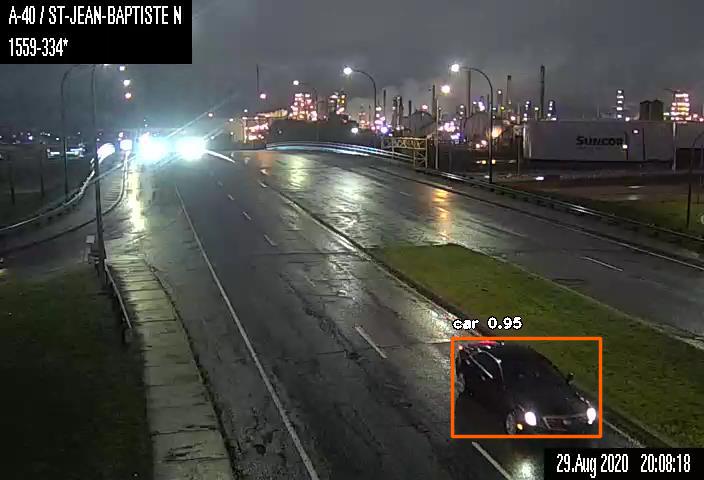 A-40 / ST-JEAN-BAPTISTE N
1559-334*
SUNCOR
car 0.95
29.Aug 2020 20:08:18